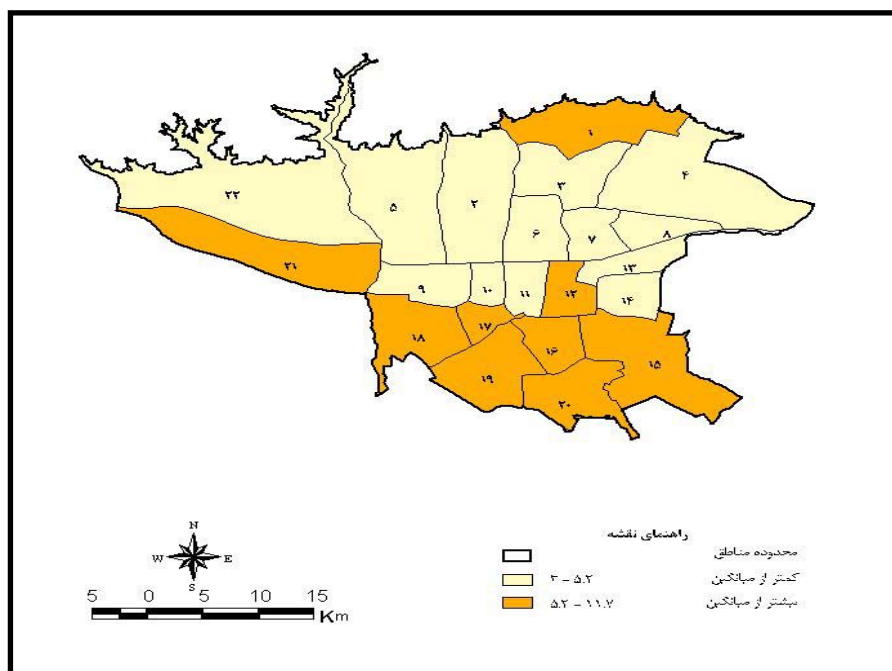 ۱
۴
۳
۲
۵
۲۲
۶
۷
۸
۲۱
۱۳
۹
۱۰
۱۱
۱۲
۱۴
۱۸
۱۷
۱۶
۱۵
۱۹
۲۰
راهنمای نقشه
محدوده مناطق
کمتر از میانگین ۳ - ۵.۲
بیشتر از میانگین ۵.۲ - ۱۱.۷
N
W E
S
5 0 5 10 15
Km